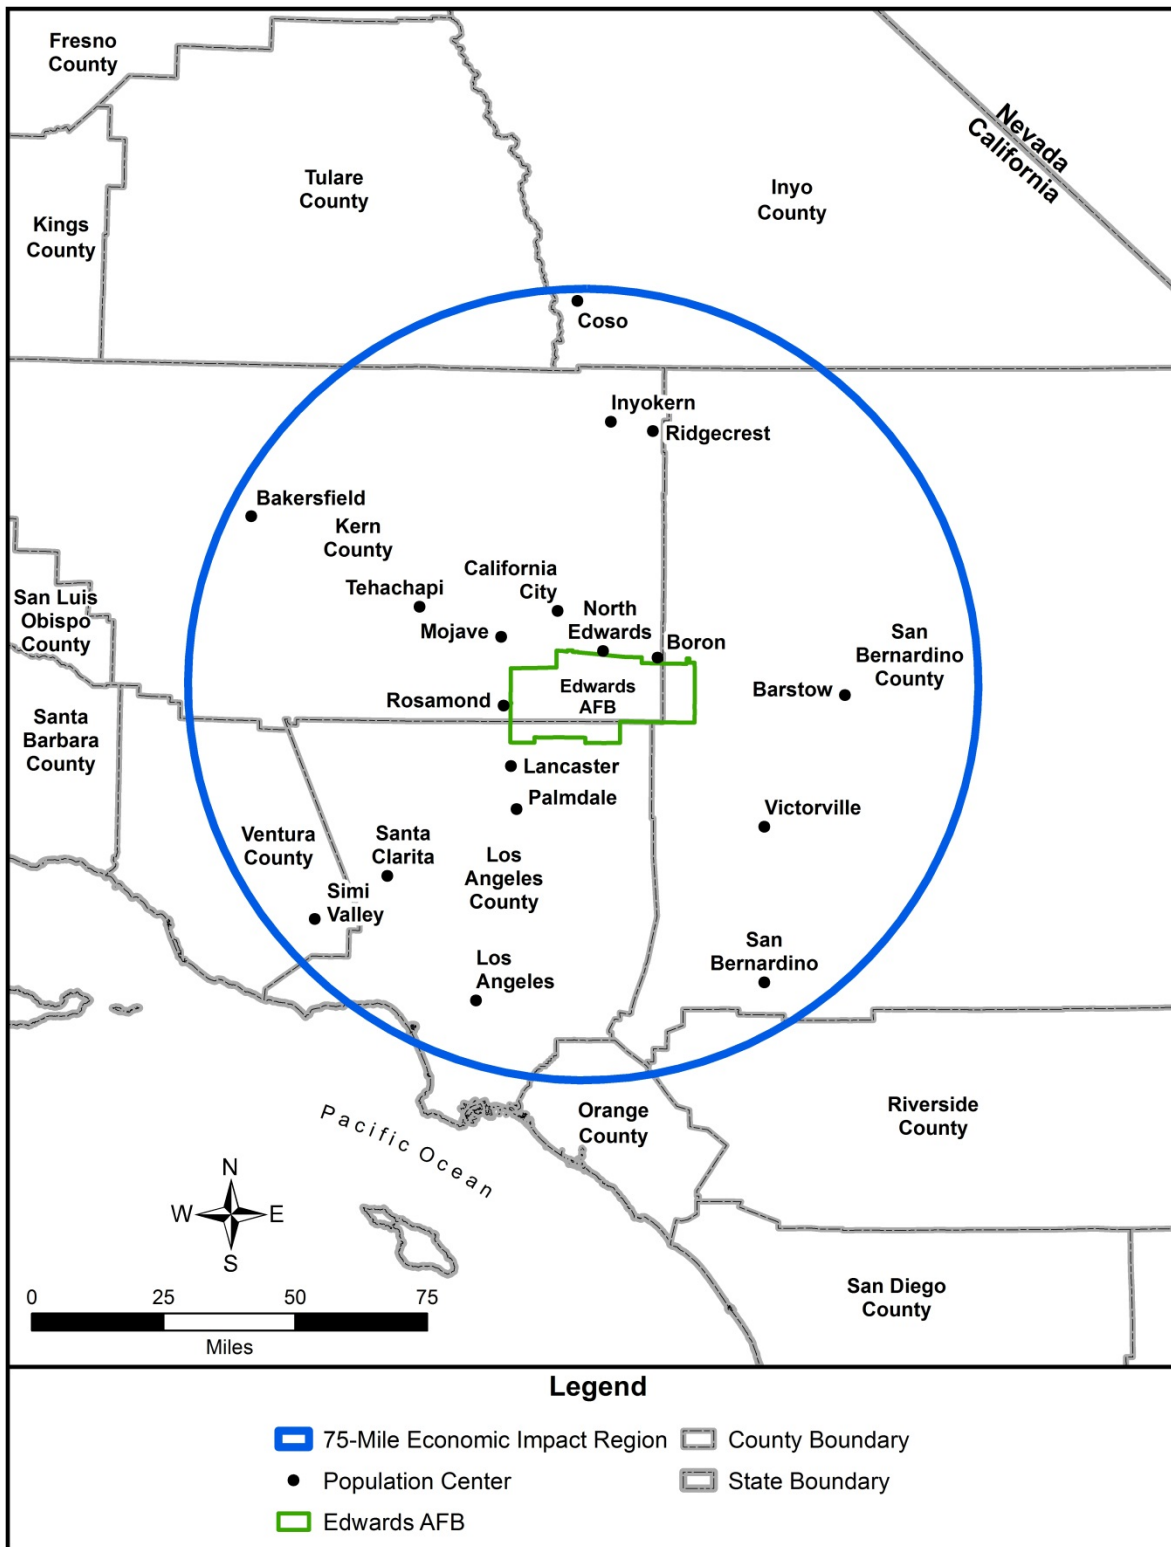 Fresno
County
Nevada
California
Tulare
County
Inyo
County
Kings
County
Coso
Inyokern
Ridgecrest
Bakersfield
Kern
County
California
City
Tehachapi
North
Edwards
Mojave
Boron
San Luis
Obispo
County
San
Bernardino
County
Edwards
AFB
Barstow
Rosamond
Santa
Barbara
County
Lancaster
Palmdale
Victorville
Ventura
County
Santa
Clarita
Los
Angeles
County
Simi
Valley
San
Bernardino
Los
Angeles
Orange
County
Riverside
County
Pacific Ocean
N
W E
S
San Diego
County
0 25 50 75
Miles
Legend
75-Mile Economic Impact Region
County Boundary
Population Center
State Boundary
Edwards AFB